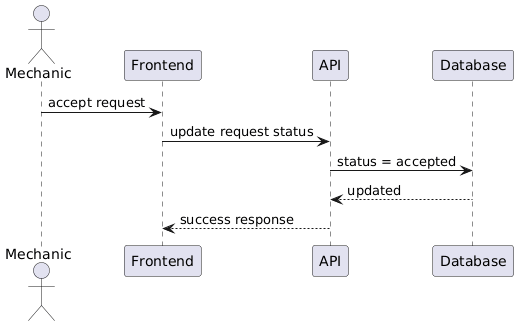 Mechanic
Frontend
API
Database
accept request
update request status
status = accepted
updated
success response
Mechanic
Frontend
API
Database